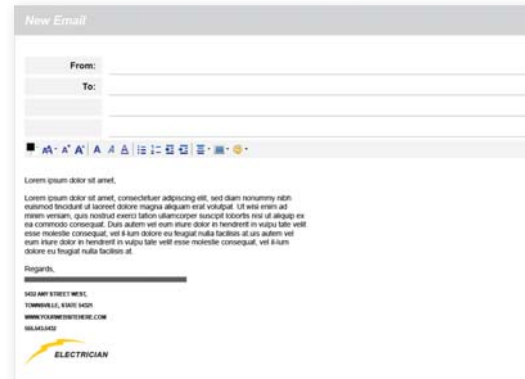 New Email
From:
To:
Lorem ipsum dolor sit amet,
Lorem ipsum dolor sit amet, consectetuer adipiscing elit, sed diam nonummy nibh
euismod tincidunt ut laoreet dolore magna aliquam erat volutpat. Ut wisi enim ad
minim veniam, quis nostrud exerci tation ullamcorper suscipit lobortis nisl ut aliquip ex
ea commodo consequat. Duis autem vel eum iriure dolor in hendrerit in vulpu tate velit
esse molestie consequat, vel il-lum dolore eu feugiat nulla facilisis at.uis autem vel
eum iriure dolor in hendrerit in vulpu tate velit esse molestie consequat, vel il-lum
dolore eu feugiat nulla facilisis at.
Regards,
5432 ANY STREET WEST,
TOWNSVILLE, STATE 54321
WWW.YOURWEBSITEHERE.COM
555.543.5432
ELECTRICIAN